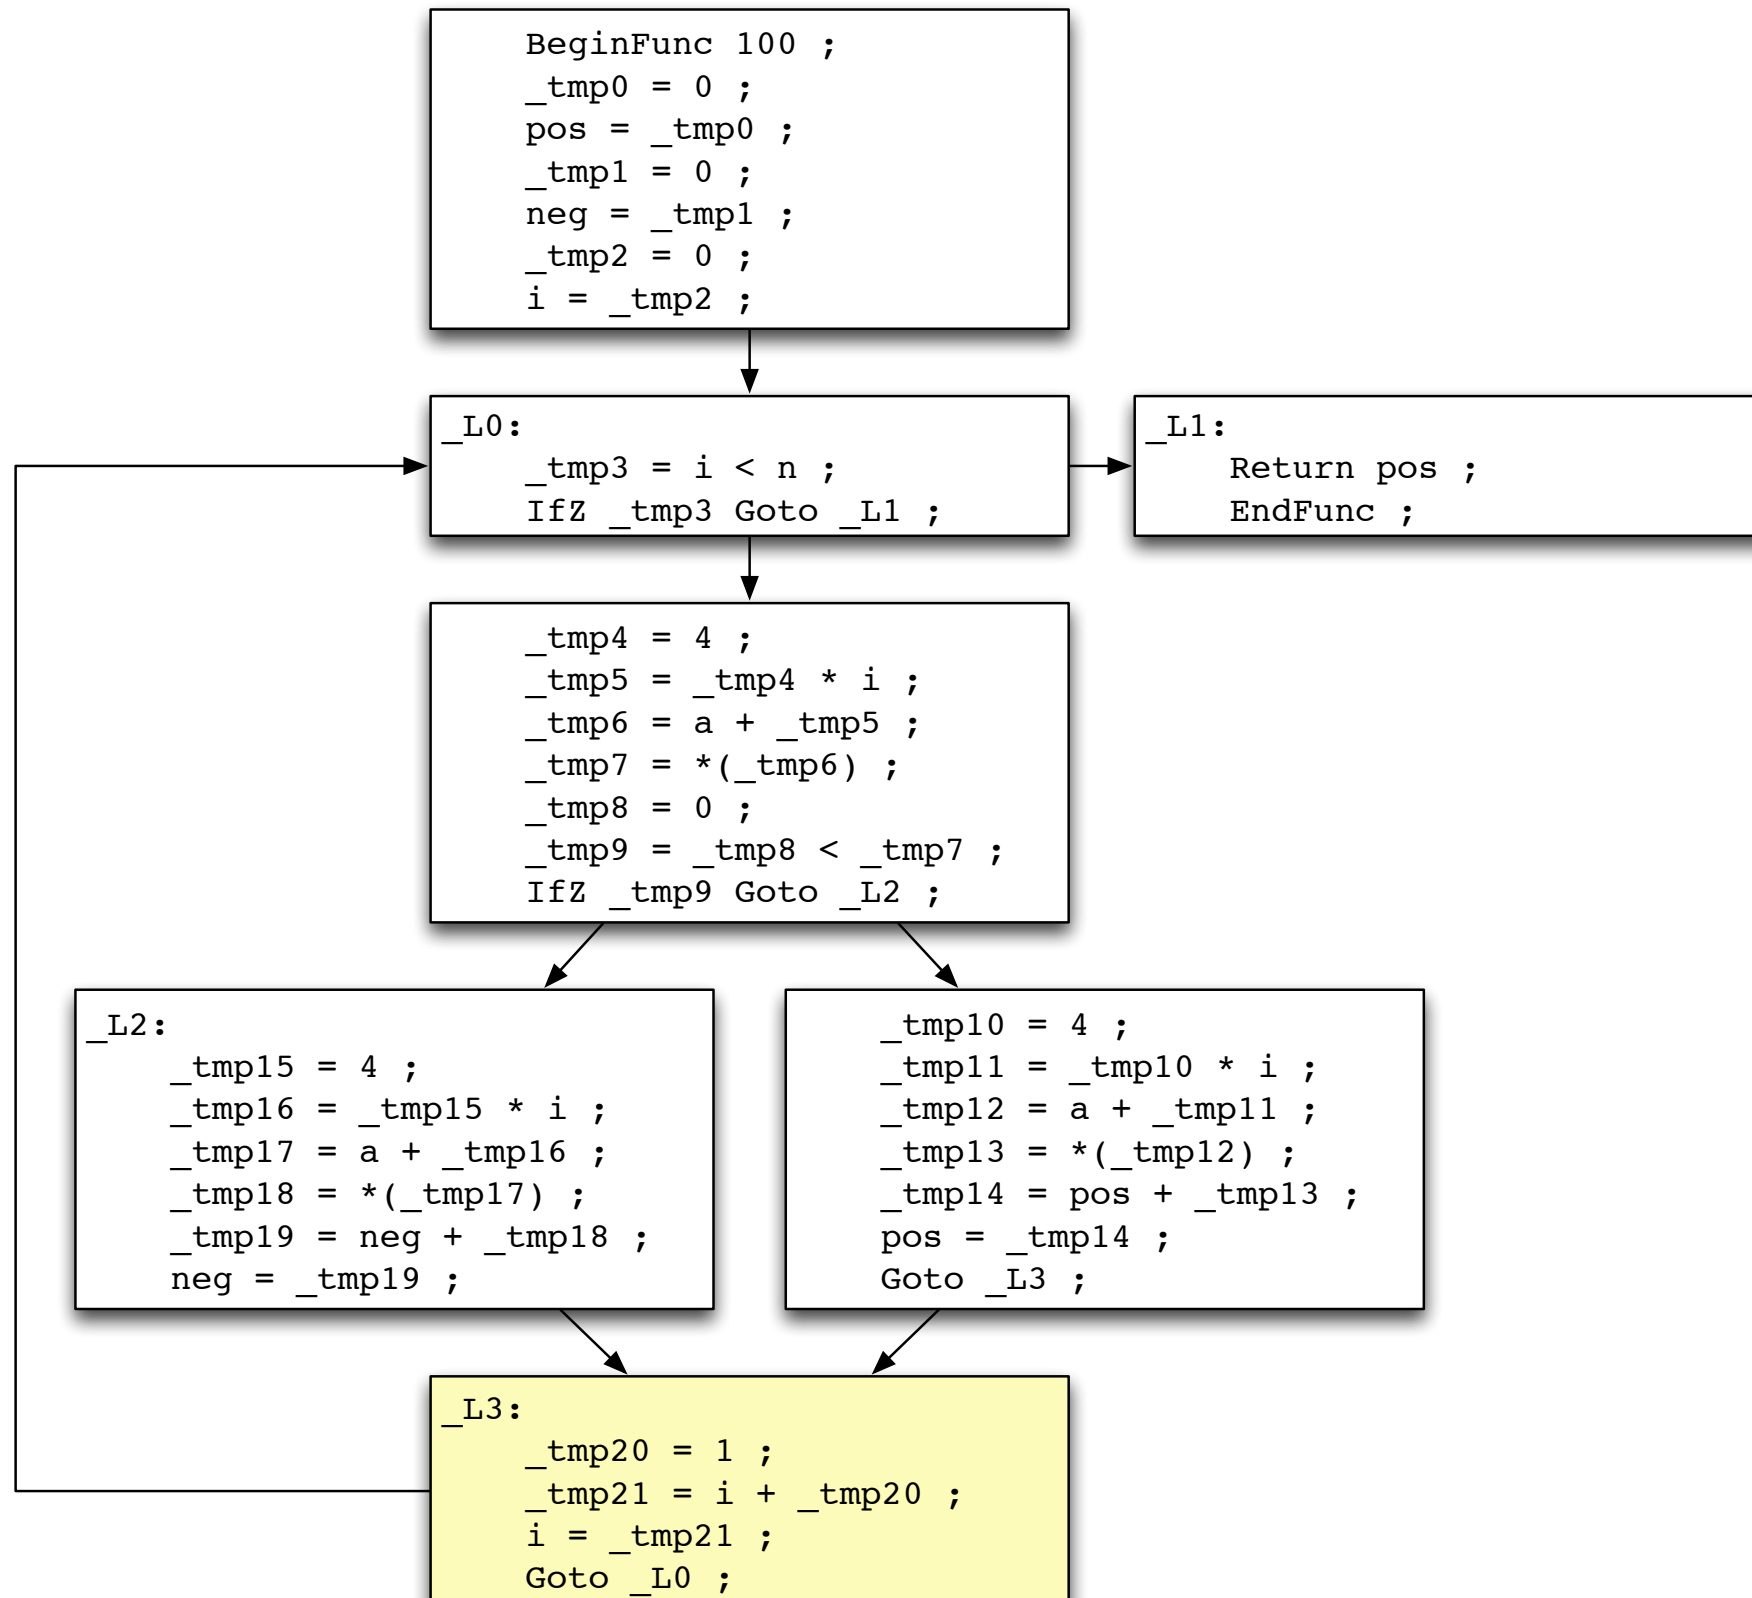 BeginFunc 100 ;
_tmp0 = 0 ;
pos = _tmp0 ;
_tmp1 = 0 ;
neg = _tmp1 ;
_tmp2 = 0 ;
i = _tmp2 ;
_L0:
_tmp3 = i < n ;
IfZ _tmp3 Goto _L1 ;
_L1:
Return pos ;
EndFunc ;
_tmp4 = 4 ;
_tmp5 = _tmp4 * i ;
_tmp6 = a + _tmp5 ;
_tmp7 = *(_tmp6) ;
_tmp8 = 0 ;
_tmp9 = _tmp8 < _tmp7 ;
IfZ _tmp9 Goto _L2 ;
_L2:
_tmp15 = 4 ;
_tmp16 = _tmp15 * i ;
_tmp17 = a + _tmp16 ;
_tmp18 = *(_tmp17) ;
_tmp19 = neg + _tmp18 ;
neg = _tmp19 ;
_tmp10 = 4 ;
_tmp11 = _tmp10 * i ;
_tmp12 = a + _tmp11 ;
_tmp13 = *(_tmp12) ;
_tmp14 = pos + _tmp13 ;
pos = _tmp14 ;
Goto _L3 ;
_L3:
_tmp20 = 1 ;
_tmp21 = i + _tmp20 ;
i = _tmp21 ;
Goto _L0 ;